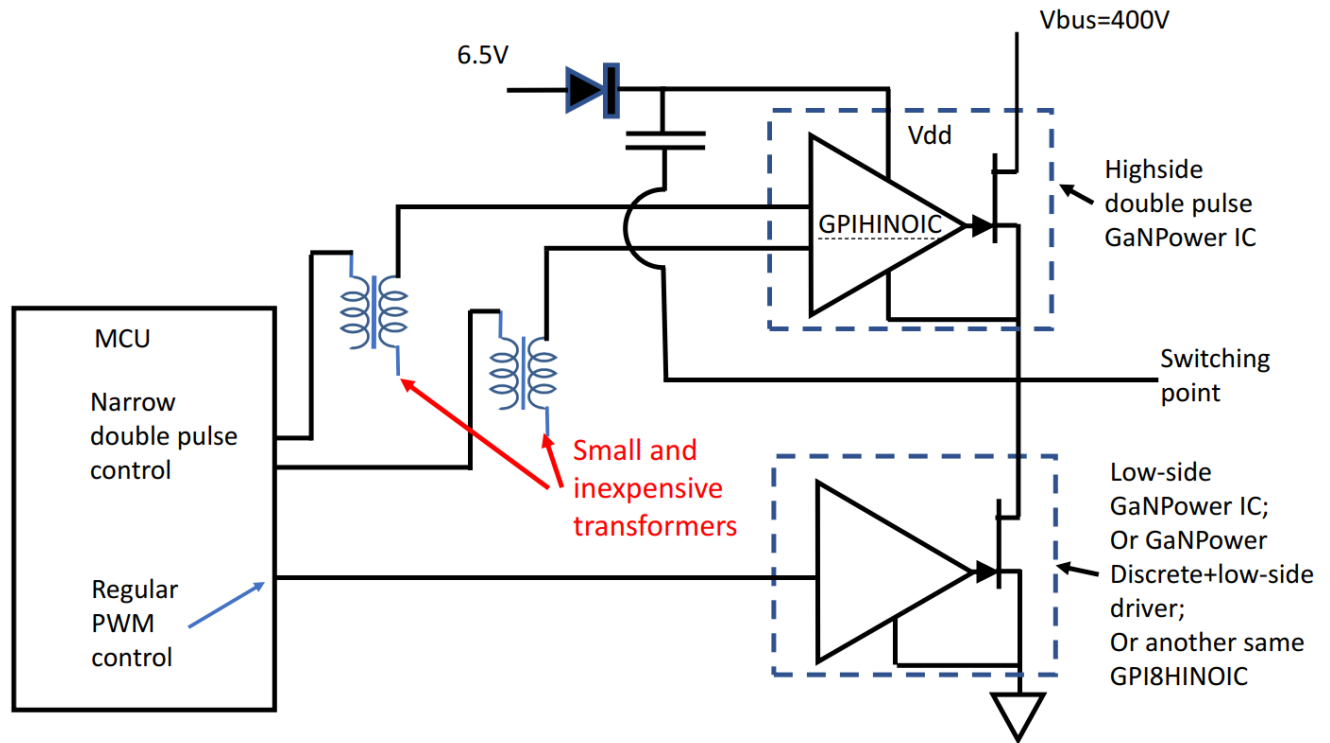 Vbus=400V
6.5V
Vdd
GPIHINOIC
Highside
double pulse
GaNPower IC
MCU
Narrow
double pulse
control
Small and
inexpensive
transformers
Switching
point
Regular
PWM
control
Low-side
GaNPower IC;
Or GaNPower
Discrete+low-side
driver;
Or another same
GPI8HINOIC